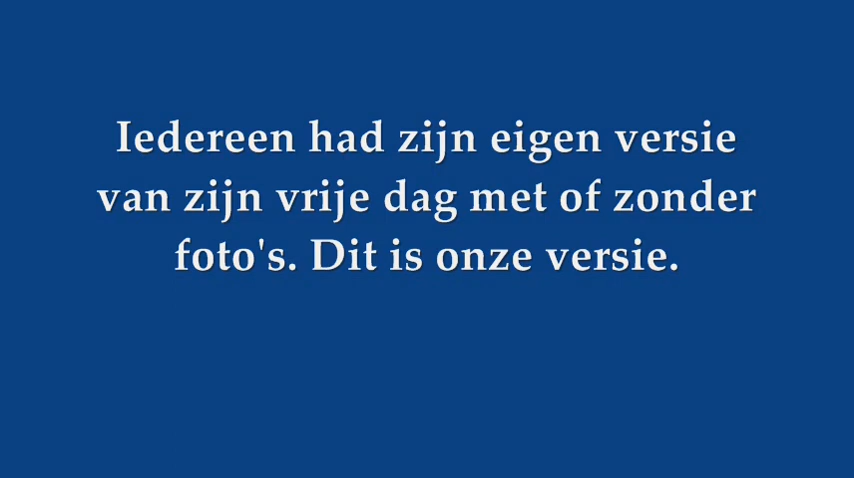 Iedereen had zijn eigen versie
van zijn vrije dag met of zonder
foto's. Dit is onze versie.